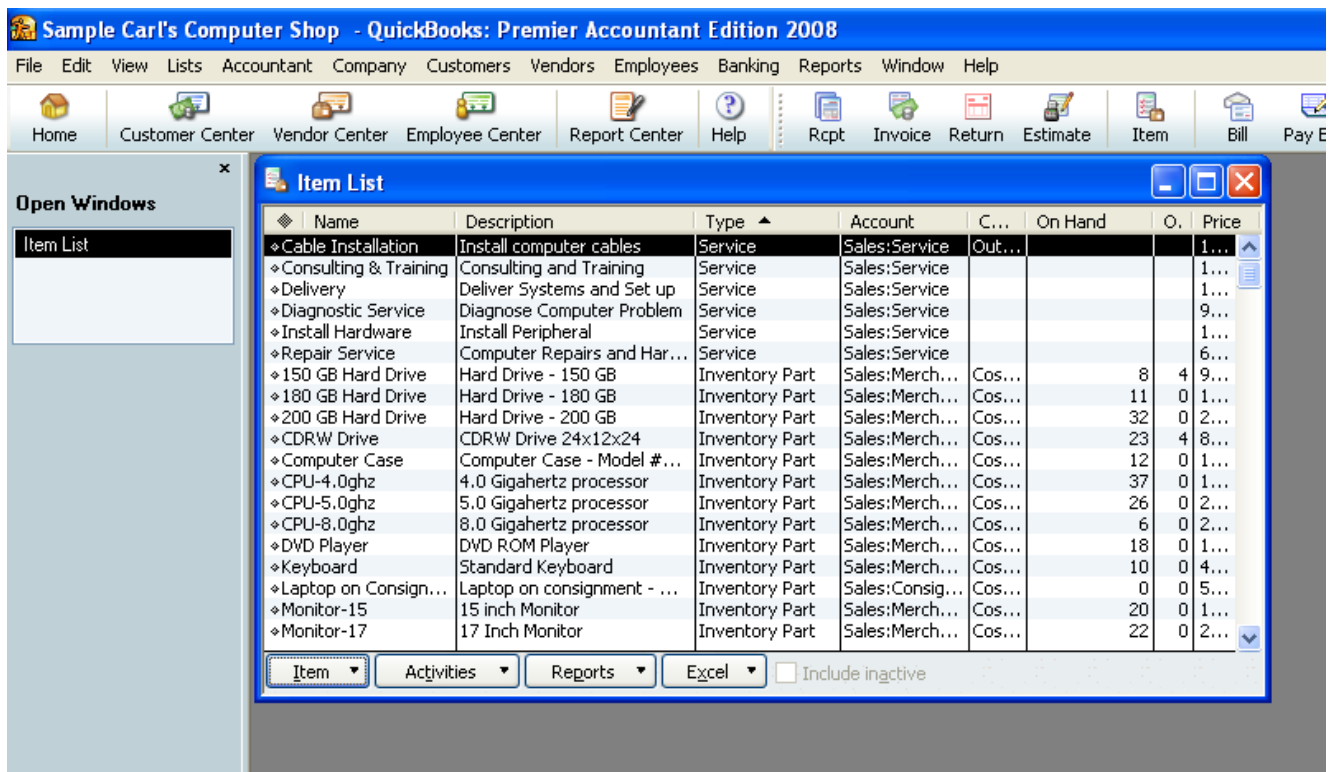 Sample Carl's Computer Shop - QuickBooks: Premier Accountant Edition 2008
File Edit View Lists Accountant Company Customers Vendors Employees Banking Reports Window Help
Home Customer Center Vendor Center Employee Center Report Center Help Rcpt Invoice Return Estimate Item Bill Pay B
Open Windows
Item List
Item List
Name Description Type Account C... On Hand O. Price
Cable Installation Install computer cables Service Sales:Service Out... 1...
Consulting & Training Consulting and Training Service Sales:Service 1...
Delivery Deliver Systems and Set up Service Sales:Service 1...
Diagnostic Service Diagnose Computer Problem Service Sales:Service 9...
Install Hardware Install Peripheral Service Sales:Service 1...
Repair Service Computer Repairs and Har... Service Sales:Service 6...
150 GB Hard Drive Hard Drive - 150 GB Inventory Part Sales:Merch... Cos... 8 4 9...
180 GB Hard Drive Hard Drive - 180 GB Inventory Part Sales:Merch... Cos... 11 0 1...
200 GB Hard Drive Hard Drive - 200 GB Inventory Part Sales:Merch... Cos... 32 0 2...
CDRW Drive CDRW Drive 24x12x24 Inventory Part Sales:Merch... Cos... 23 4 8...
Computer Case Computer Case - Model #... Inventory Part Sales:Merch... Cos... 12 0 1...
CPU-4.0ghz 4.0 Gigahertz processor Inventory Part Sales:Merch... Cos... 37 0 1...
CPU-5.0ghz 5.0 Gigahertz processor Inventory Part Sales:Merch... Cos... 26 0 2...
CPU-8.0ghz 8.0 Gigahertz processor Inventory Part Sales:Merch... Cos... 6 0 2...
DVD Player DVD ROM Player Inventory Part Sales:Merch... Cos... 18 0 1...
Keyboard Standard Keyboard Inventory Part Sales:Merch... Cos... 10 0 4...
Laptop on Consign... Laptop on consignment - ... Inventory Part Sales:Consig... Cos... 0 0 5...
Monitor-15 15 inch Monitor Inventory Part Sales:Merch... Cos... 20 0 1...
Monitor-17 17 Inch Monitor Inventory Part Sales:Merch... Cos... 22 0 2...
Item Activities Reports Excel Include inactive